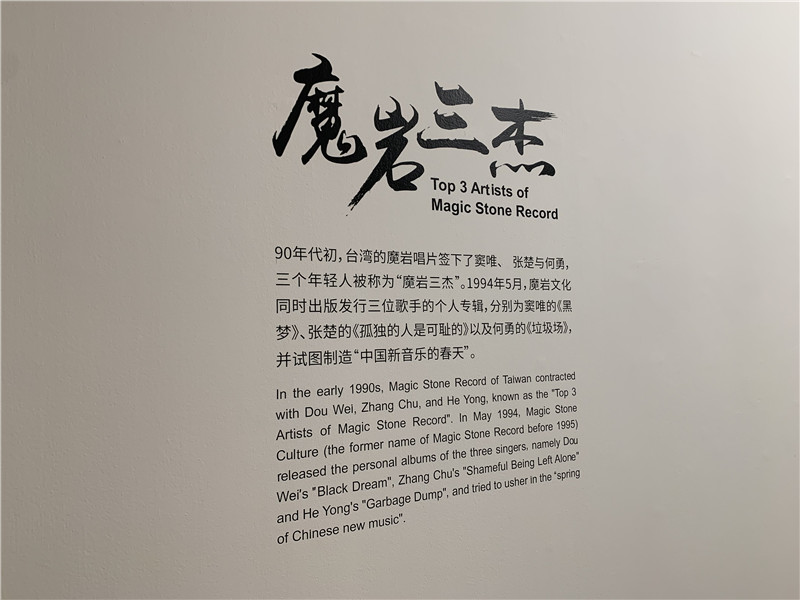 魔岩三杰
Top 3 Artists of
Magic Stone Record
90年代初，台湾的魔岩唱片签下了窦唯、张楚与何勇，
三个年轻人被称为“魔岩三杰”。1994年5月，魔岩文化
同时出版发行三位歌手的个人专辑，分别为窦唯的《黑
梦》、张楚的《孤独的人是可耻的》以及何勇的《垃圾场》，
并试图制造“中国新音乐的春天”。
In the early 1990s, Magic Stone Record of Taiwan contracted
with Dou Wei, Zhang Chu, and He Yong, known as the "Top 3
Artists of Magic Stone Record". In May 1994, Magic Stone
Culture (the former name of Magic Stone Record before 1995)
released the personal albums of the three singers, namely Dou
Wei's "Black Dream", Zhang Chu's "Shameful Being Left Alone"
and He Yong's "Garbage Dump", and tried to usher in the "spring
of Chinese new music".